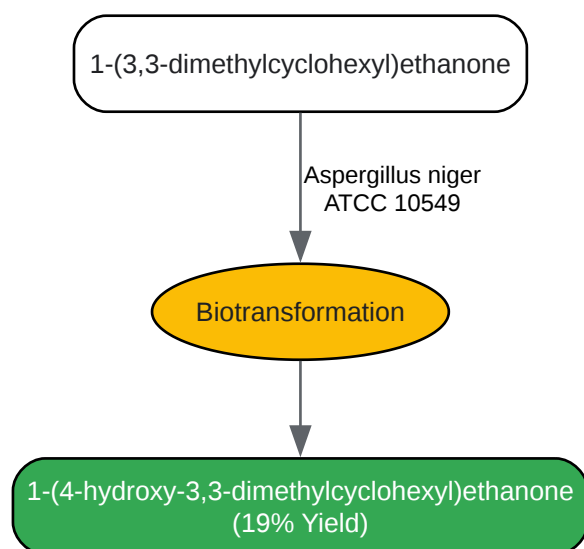 1-(3,3-dimethylcyclohexyl)ethanone
Aspergillus niger
ATCC 10549
Biotransformation
1-(4-hydroxy-3,3-dimethylcyclohexyl)ethanone
(19% Yield)